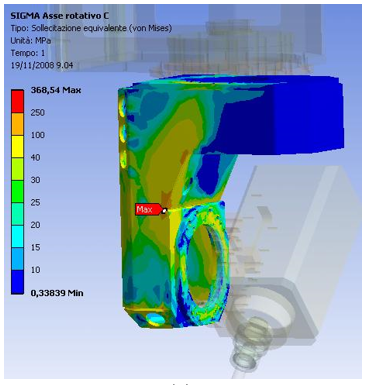 SIGMA Asse rotativo C
Tipo: Sollecitazione equivalente (von Mises)
Unità: MPa
Tempo: 1
19/11/2008 9.04
368,54 Max
250
100
40
30
25
20
15
10
0,33839 Min
Max